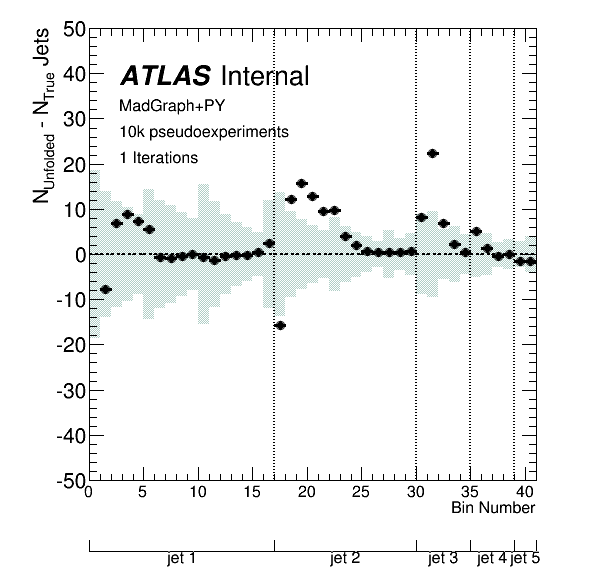 N_Unfolded - N_True Jets
50
40
30
20
10
0
-10
-20
-30
-40
-50
ATLAS Internal
MadGraph+PY
10k pseudoexperiments
1 Iterations
0 5 10 15 20 25 30 35 40
Bin Number
jet 1 jet 2 jet 3 jet 4 jet 5